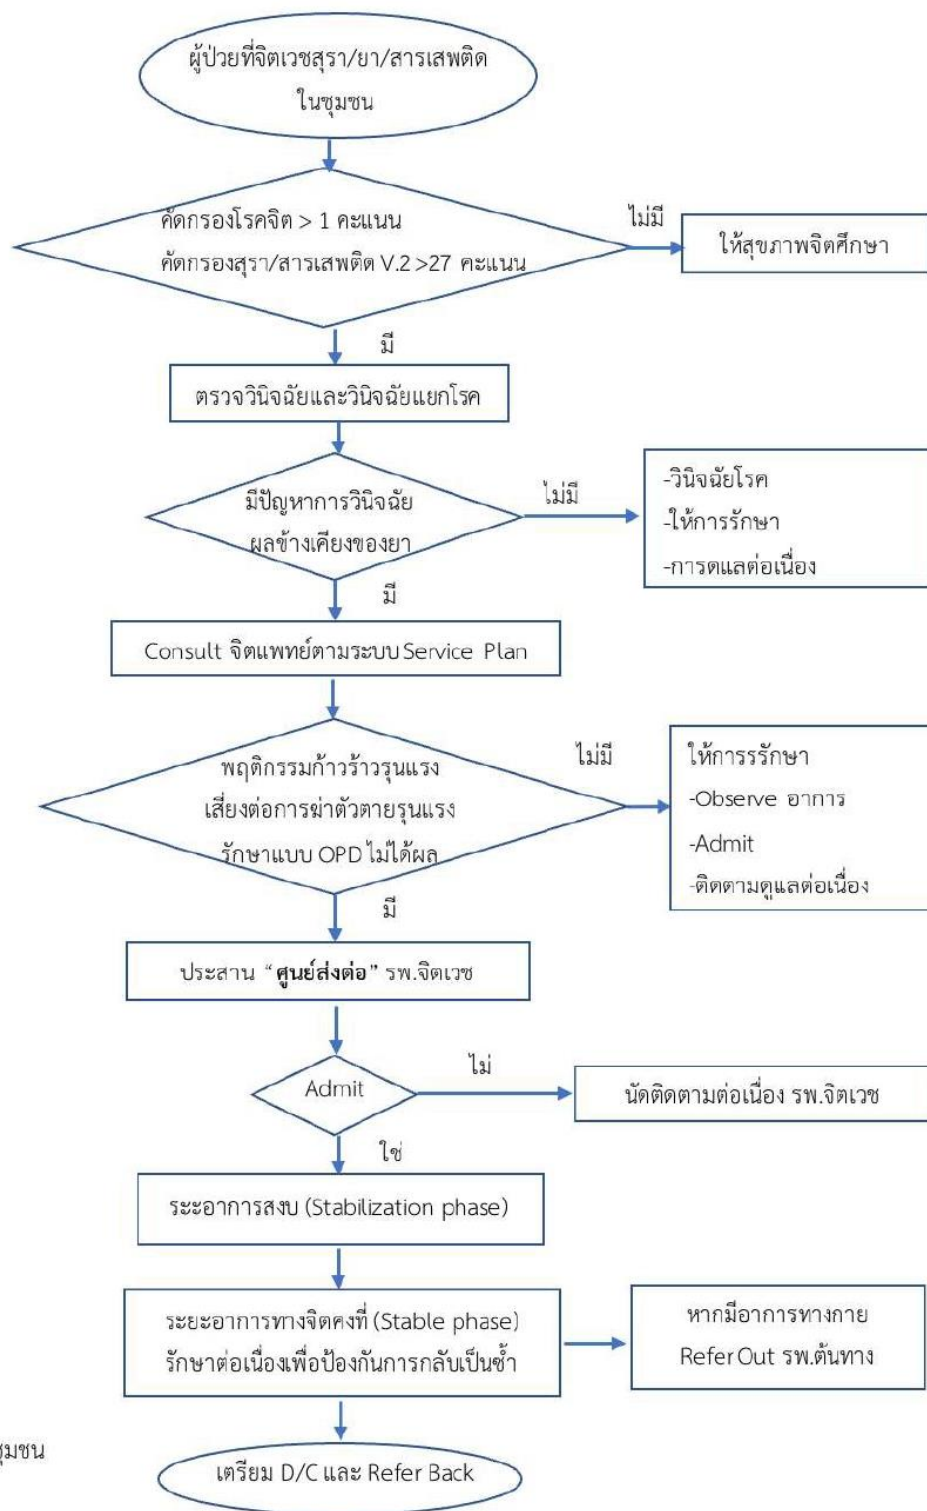 ผู้ป่วยที่จิตเวชสุรา/ยา/สารเสพติด
ในชุมชน
คัดกรองโรคจิต > 1 คะแนน
คัดกรองสุรา/สารเสพติด V.2 >27 คะแนน
ไม่มี
ให้สุขภาพจิตศึกษา
มี
ตรวจวินิจฉัยและวินิจฉัยแยกโรค
มีปัญหาการวินิจฉัย
ผลข้างเคียงของยา
ไม่มี
-วินิจฉัยโรค
-ให้การรักษา
-การดแลต่อเนื่อง
มี
Consult จิตแพทย์ตามระบบ Service Plan
พฤติกรรมก้าวร้าวรุนแรง
เสี่ยงต่อการฆ่าตัวตายรุนแรง
รักษาแบบ OPD ไม่ได้ผล
ไม่มี
ให้การรรักษา
-Observe อาการ
-Admit
-ติดตามดูแลต่อเนื่อง
มี
ประสาน “ศูนย์ส่งต่อ” รพ.จิตเวช
Admit
ไม่
นัดติดตามต่อเนื่อง รพ.จิตเวช
ใช่
ระะอาการสงบ (Stabilization phase)
ระยะอาการทางจิตคงที่ (Stable phase)
รักษาต่อเนื่องเพื่อป้องกันการกลับเป็นซ้ำ
หากมีอาการทางกาย
Refer Out รพ.ต้นทาง
ชุมชน
เตรียม D/C และ Refer Back